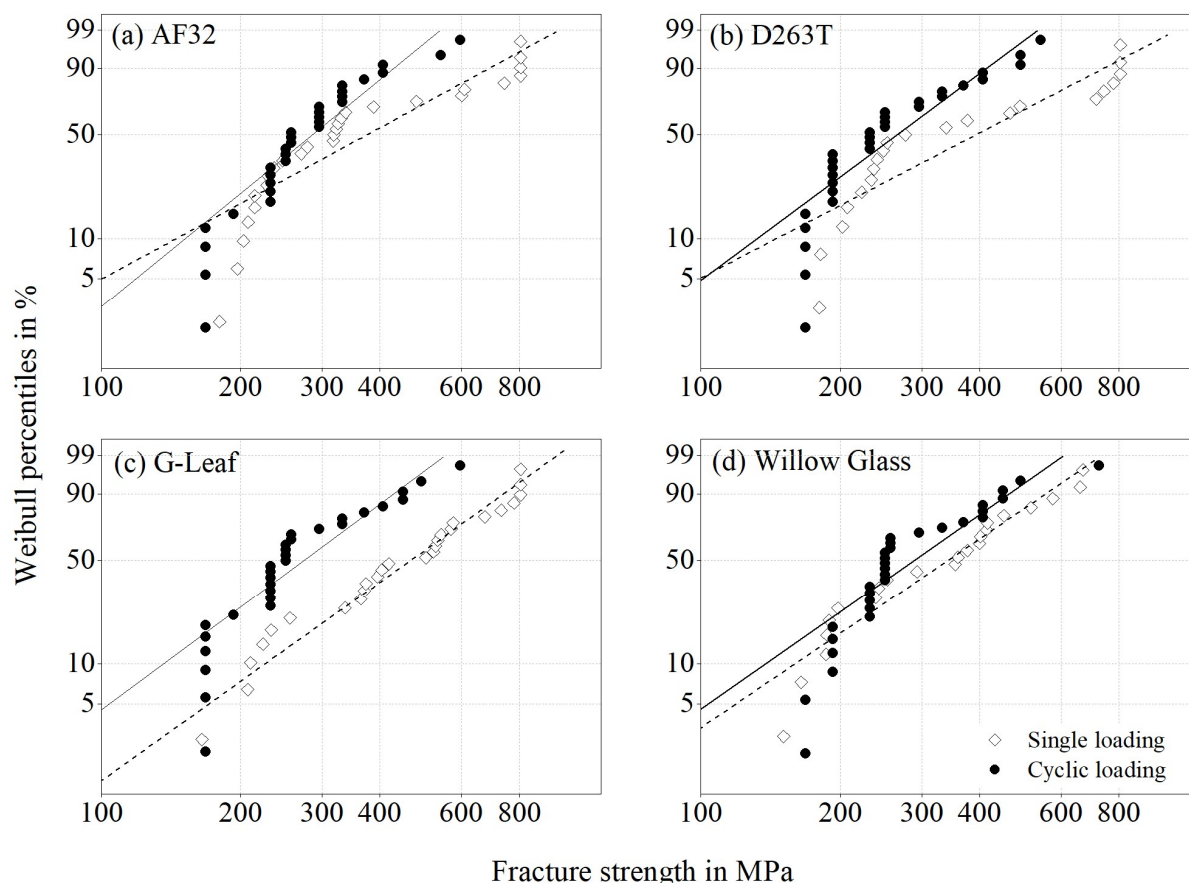 (a) AF32
(b) D263T
99
90
50
10
5
100 200 300 400 600 800
99
90
50
10
5
100 200 300 400 600 800
(c) G-Leaf
(d) Willow Glass
99
90
50
10
5
100 200 300 400 600 800
99
90
50
10
5
Single loading
Cyclic loading
100 200 300 400 600 800
Weibull percentiles in %
Fracture strength in MPa